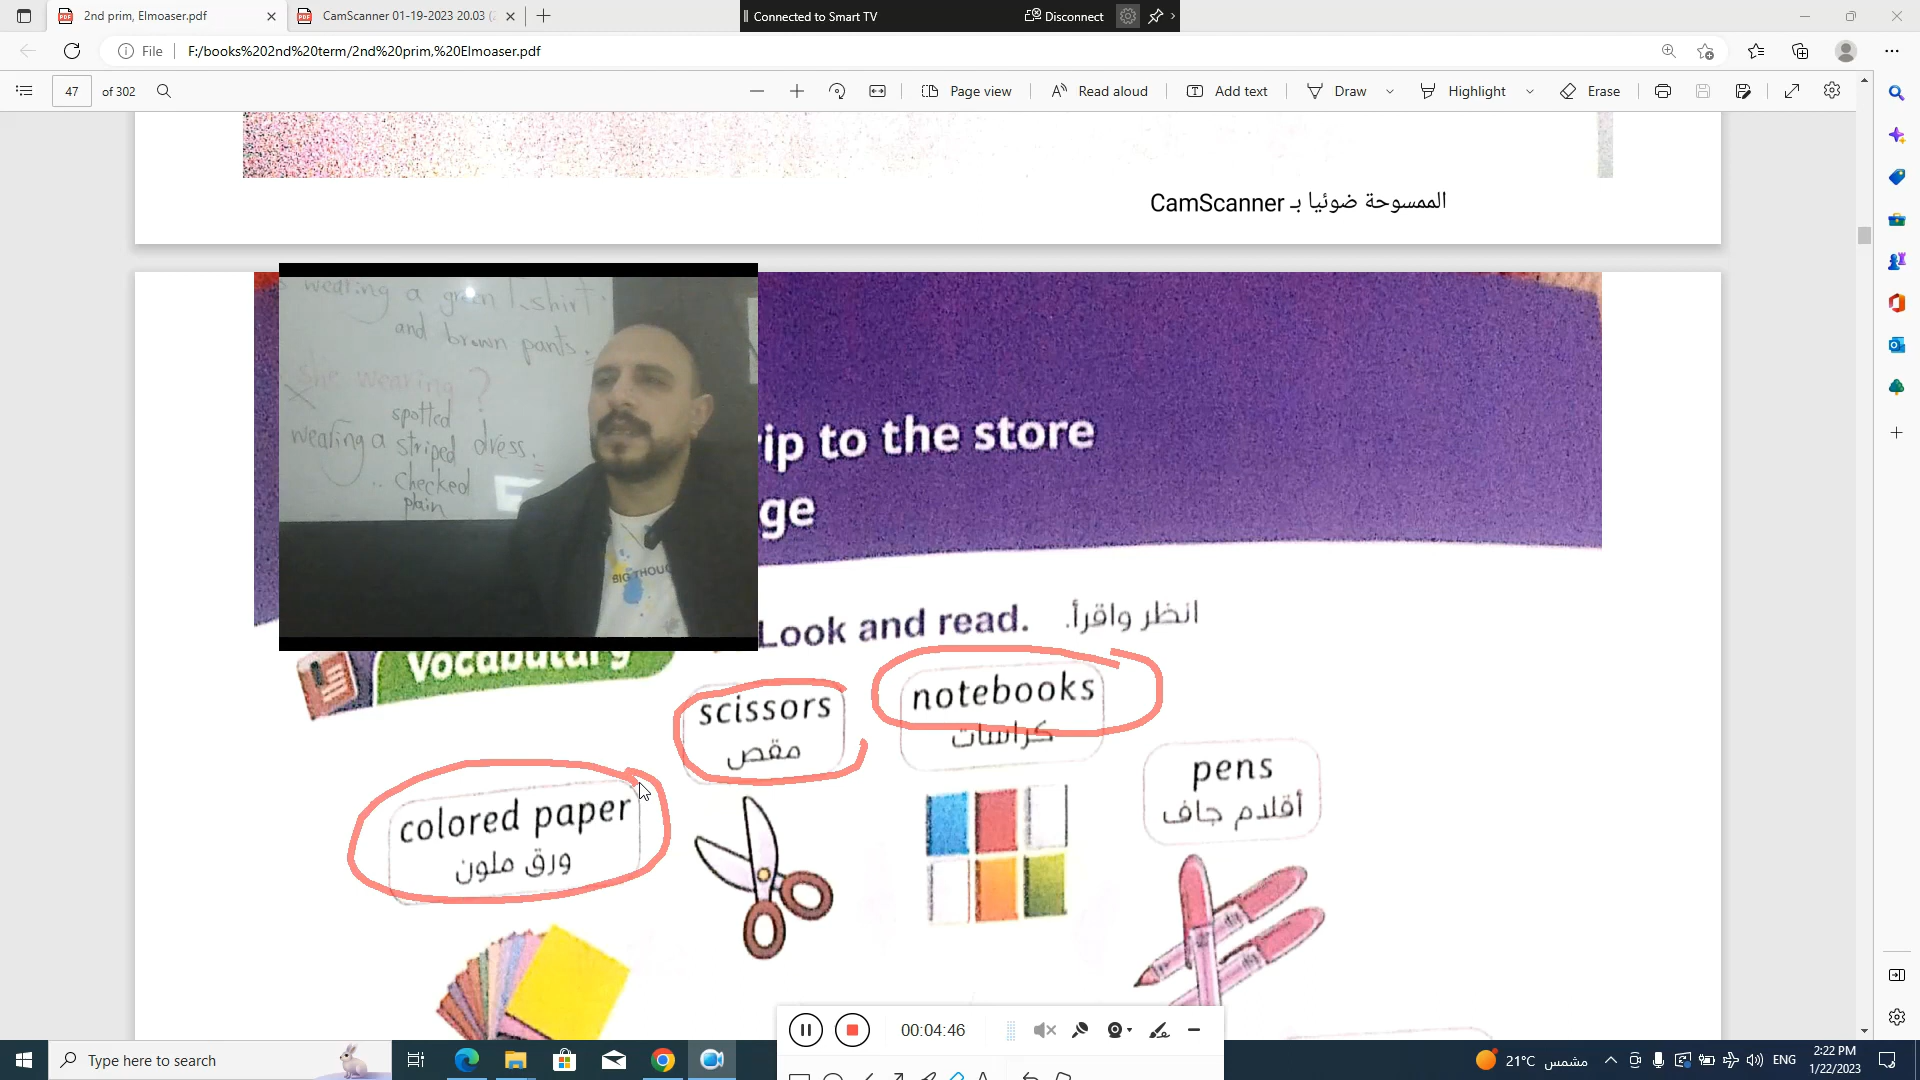 2nd prim, Elmoaser.pdf
CamScanner 01-19-2023 20.03
Connected to Smart TV
Disconnect
File
F:/books%202nd%20term/2nd%20prim,%20Elmoaser.pdf
47 of 302
Page view
Read aloud
Add text
Draw
Highlight
Erase
الممسوحة ضوئيا بـ CamScanner
wearing a green T-shirt.
and brown pants.
she wearing ?
spotted
wearing a striped dress.
checked
plain
BIG THOUG
ip to the store
ge
Look and read. انظر واقرأ.
Vocabulary
scissors
مقص
notebooks
كراسات
pens
أقلام جاف
colored paper
ورق ملون
00:04:46
Type here to search
21°C مشمس
ENG
2:22 PM
1/22/2023